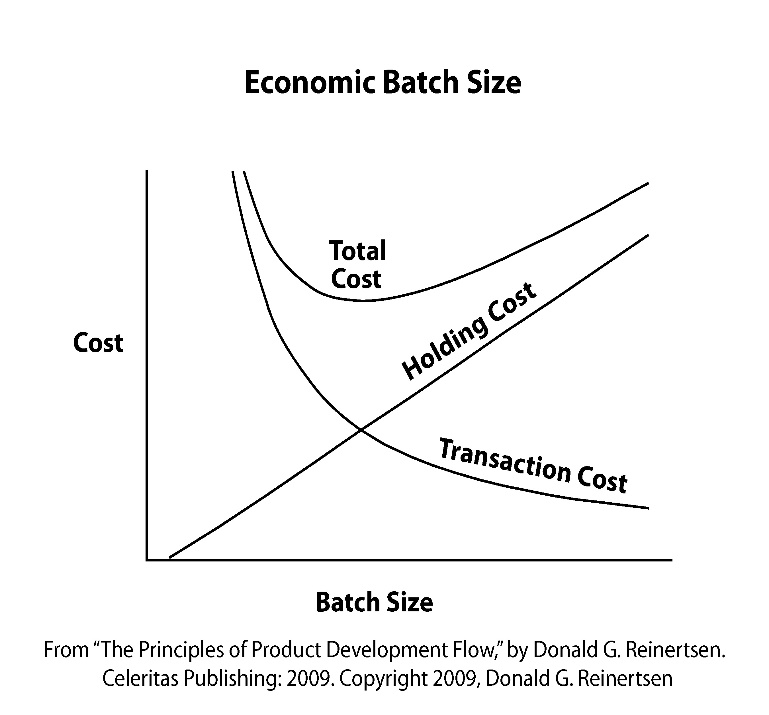 Economic Batch Size
Total
Cost
Holding Cost
Cost
Transaction Cost
Batch Size
From “The Principles of Product Development Flow,” by Donald G. Reinertsen.
Celeritas Publishing: 2009. Copyright 2009, Donald G. Reinertsen